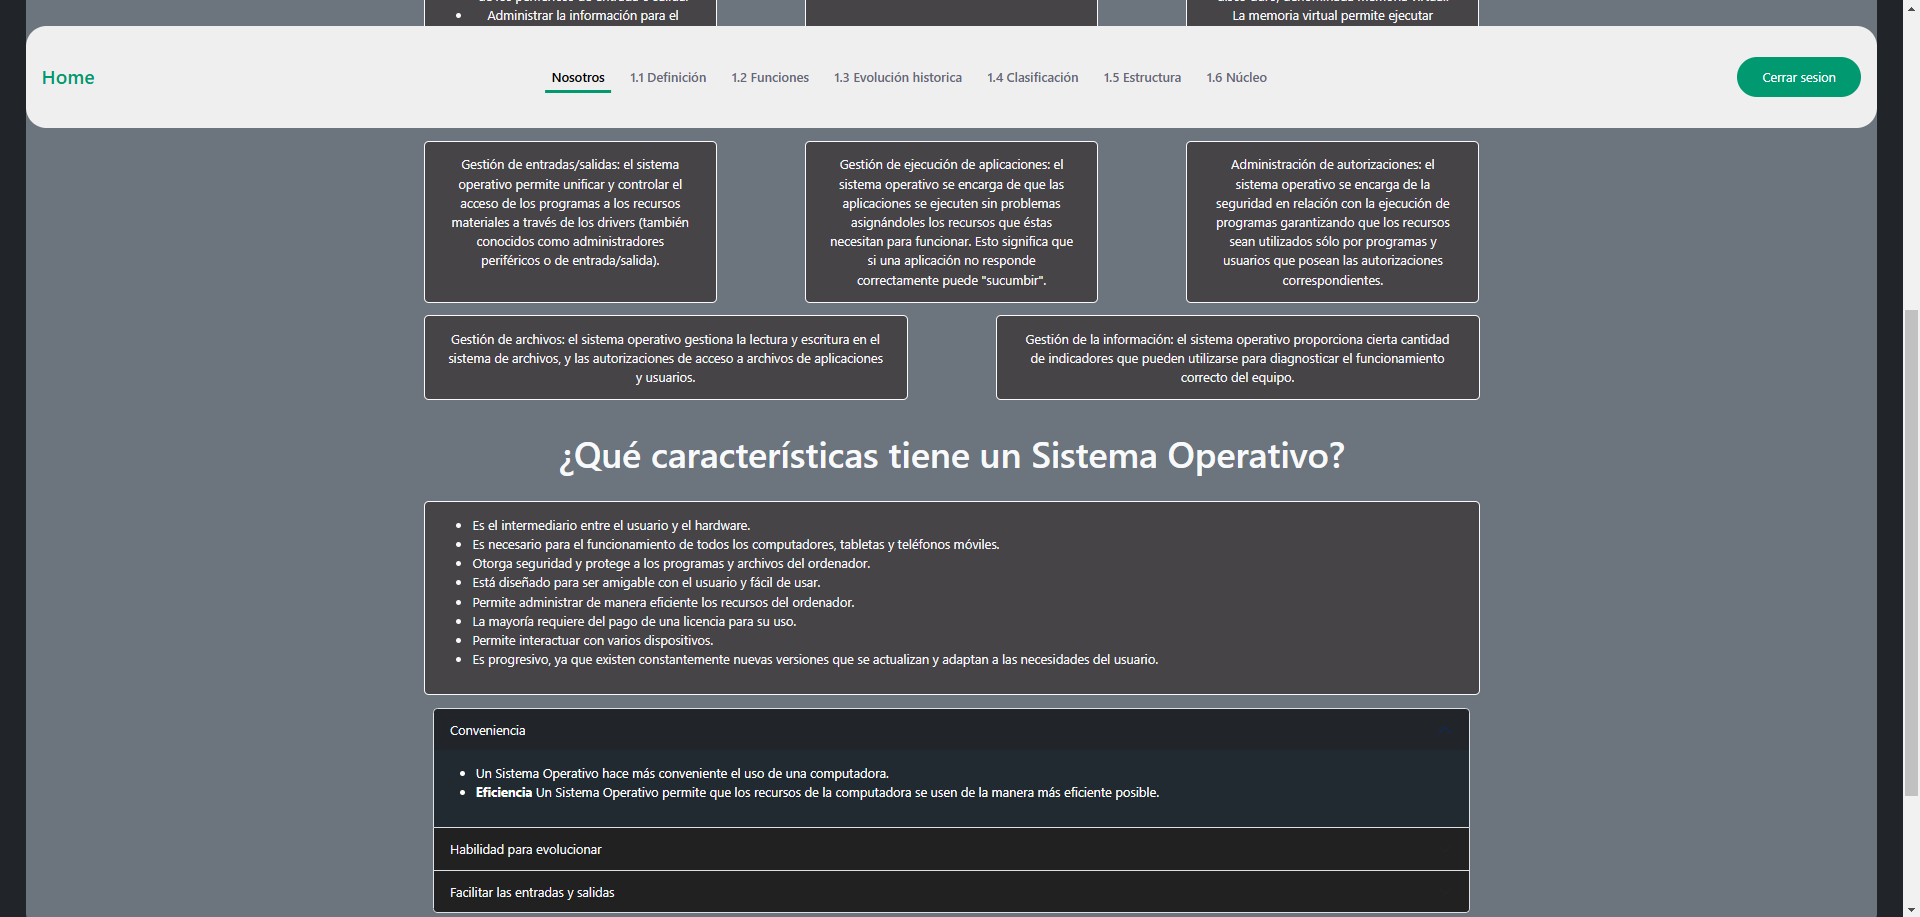 Administrar la información para el
La memoria virtual permite ejecutar
Home
Nosotros
1.1 Definición
1.2 Funciones
1.3 Evolución historica
1.4 Clasificación
1.5 Estructura
1.6 Núcleo
Cerrar sesion
Gestión de entradas/salidas: el sistema
operativo permite unificar y controlar el
acceso de los programas a los recursos
materiales a través de los drivers (también
conocidos como administradores
periféricos o de entrada/salida).
Gestión de ejecución de aplicaciones: el
sistema operativo se encarga de que las
aplicaciones se ejecuten sin problemas
asignándoles los recursos que éstas
necesitan para funcionar. Esto significa que
si una aplicación no responde
correctamente puede "sucumbir".
Administración de autorizaciones: el
sistema operativo se encarga de la
seguridad en relación con la ejecución de
programas garantizando que los recursos
sean utilizados sólo por programas y
usuarios que posean las autorizaciones
correspondientes.
Gestión de archivos: el sistema operativo gestiona la lectura y escritura en el
sistema de archivos, y las autorizaciones de acceso a archivos de aplicaciones
y usuarios.
Gestión de la información: el sistema operativo proporciona cierta cantidad
de indicadores que pueden utilizarse para diagnosticar el funcionamiento
correcto del equipo.
¿Qué características tiene un Sistema Operativo?
Es el intermediario entre el usuario y el hardware.
Es necesario para el funcionamiento de todos los computadores, tabletas y teléfonos móviles.
Otorga seguridad y protege a los programas y archivos del ordenador.
Está diseñado para ser amigable con el usuario y fácil de usar.
Permite administrar de manera eficiente los recursos del ordenador.
La mayoría requiere del pago de una licencia para su uso.
Permite interactuar con varios dispositivos.
Es progresivo, ya que existen constantemente nuevas versiones que se actualizan y adaptan a las necesidades del usuario.
Conveniencia
Un Sistema Operativo hace más conveniente el uso de una computadora.
Eficiencia Un Sistema Operativo permite que los recursos de la computadora se usen de la manera más eficiente posible.
Habilidad para evolucionar
Facilitar las entradas y salidas